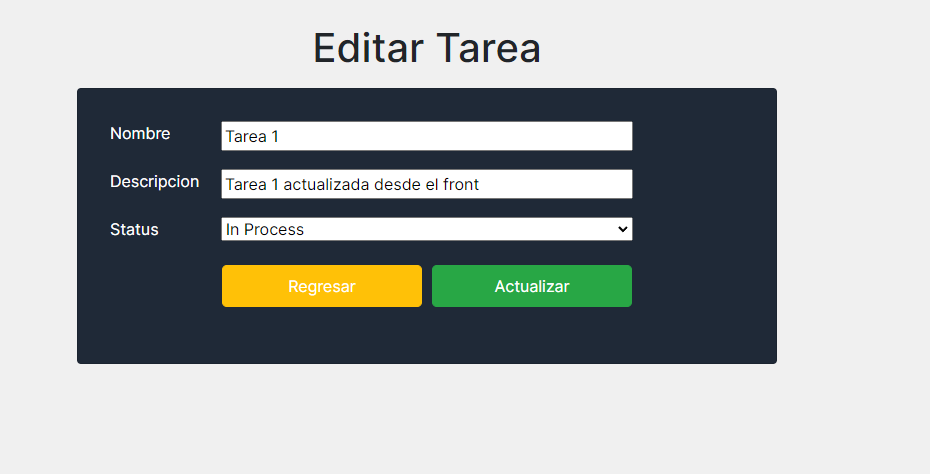 Editar Tarea
Nombre
Tarea 1
Descripcion
Tarea 1 actualizada desde el front
Status
In Process
Regresar
Actualizar